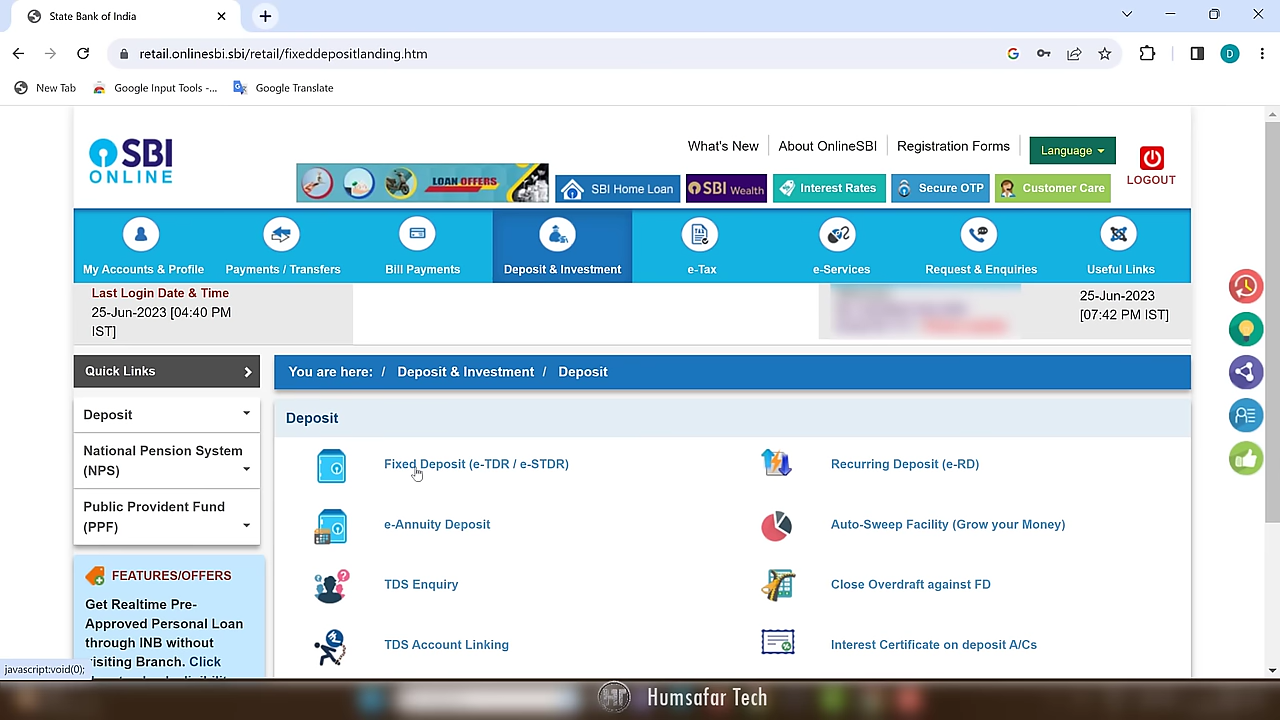 State Bank of India
retail.onlinesbi.sbi/retail/fixeddepositlanding.htm
D
New Tab
Google Input Tools -...
Google Translate
SBI
ONLINE
What's New
About OnlineSBI
Registration Forms
Language
LOGOUT
LOAN OFFERS
SBI Home Loan
SBI Wealth
Interest Rates
Secure OTP
Customer Care
My Accounts & Profile
Payments / Transfers
Bill Payments
Deposit & Investment
e-Tax
e-Services
Request & Enquiries
Useful Links
Last Login Date & Time
25-Jun-2023 [04:40 PM
IST]
25-Jun-2023
[07:42 PM IST]
Quick Links
You are here: / Deposit & Investment / Deposit
Deposit
National Pension System
(NPS)
Public Provident Fund
(PPF)
Deposit
Fixed Deposit (e-TDR / e-STDR)
Recurring Deposit (e-RD)
e-Annuity Deposit
Auto-Sweep Facility (Grow your Money)
TDS Enquiry
Close Overdraft against FD
TDS Account Linking
Interest Certificate on deposit A/Cs
FEATURES/OFFERS
Get Realtime Pre-
Approved Personal Loan
through INB without
visiting Branch. Click
javascript:void(0);
HT
Humsafar Tech